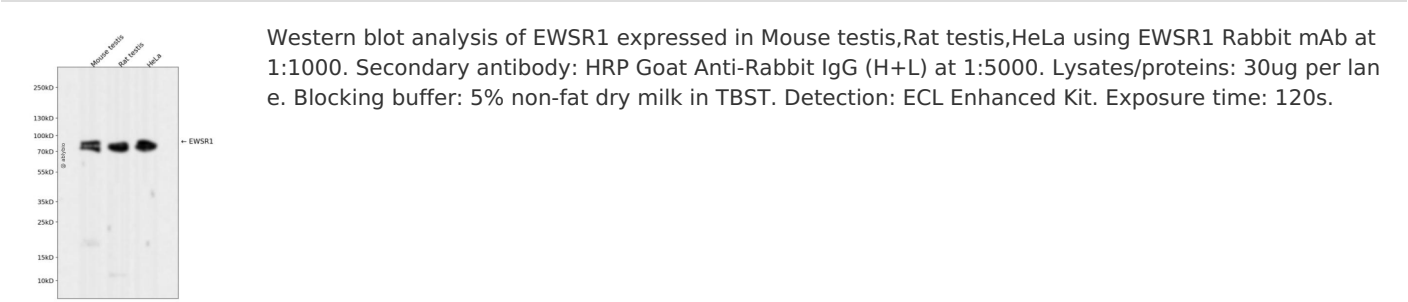 Mouse testis
Rat testis
HeLa
250kD
130kD
100kD
70kD
55kD
35kD
25kD
15kD
10kD
← EWSR1
Western blot analysis of EWSR1 expressed in Mouse testis,Rat testis,HeLa using EWSR1 Rabbit mAb at
1:1000. Secondary antibody: HRP Goat Anti-Rabbit IgG (H+L) at 1:5000. Lysates/proteins: 30ug per lan
e. Blocking buffer: 5% non-fat dry milk in TBST. Detection: ECL Enhanced Kit. Exposure time: 120s.